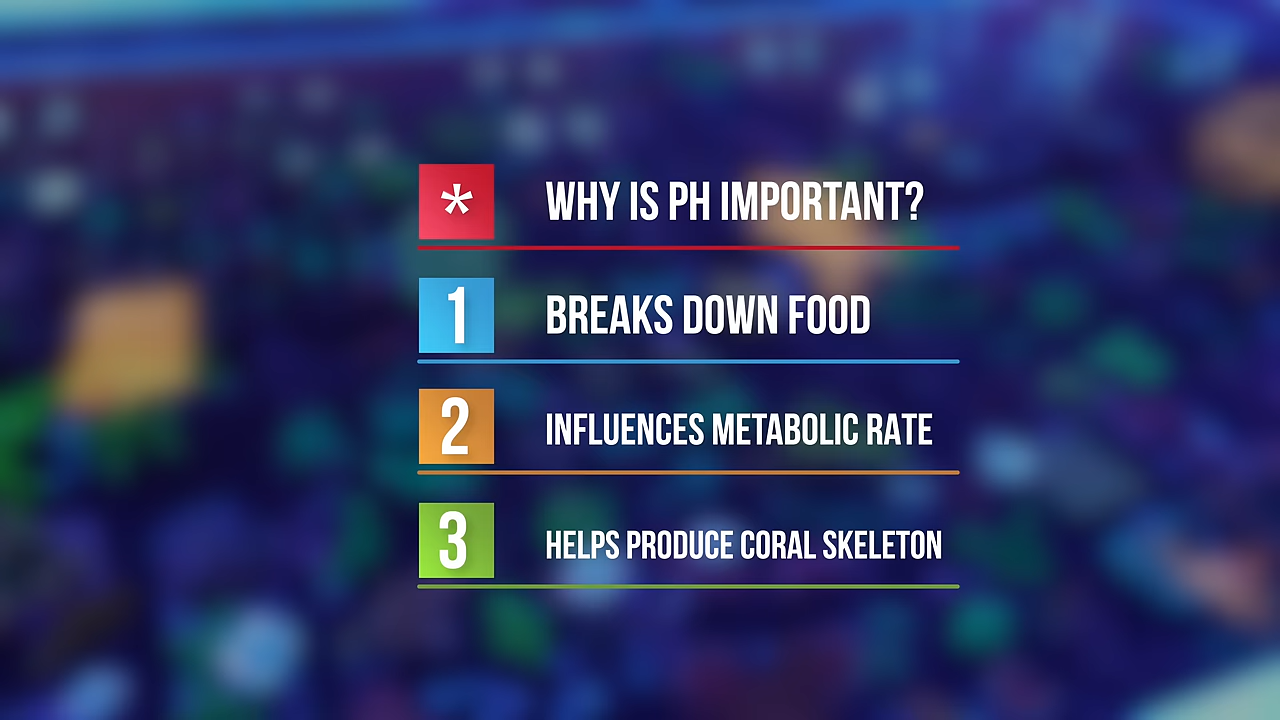 * WHY IS PH IMPORTANT?
1 BREAKS DOWN FOOD
2 INFLUENCES METABOLIC RATE
3 HELPS PRODUCE CORAL SKELETON